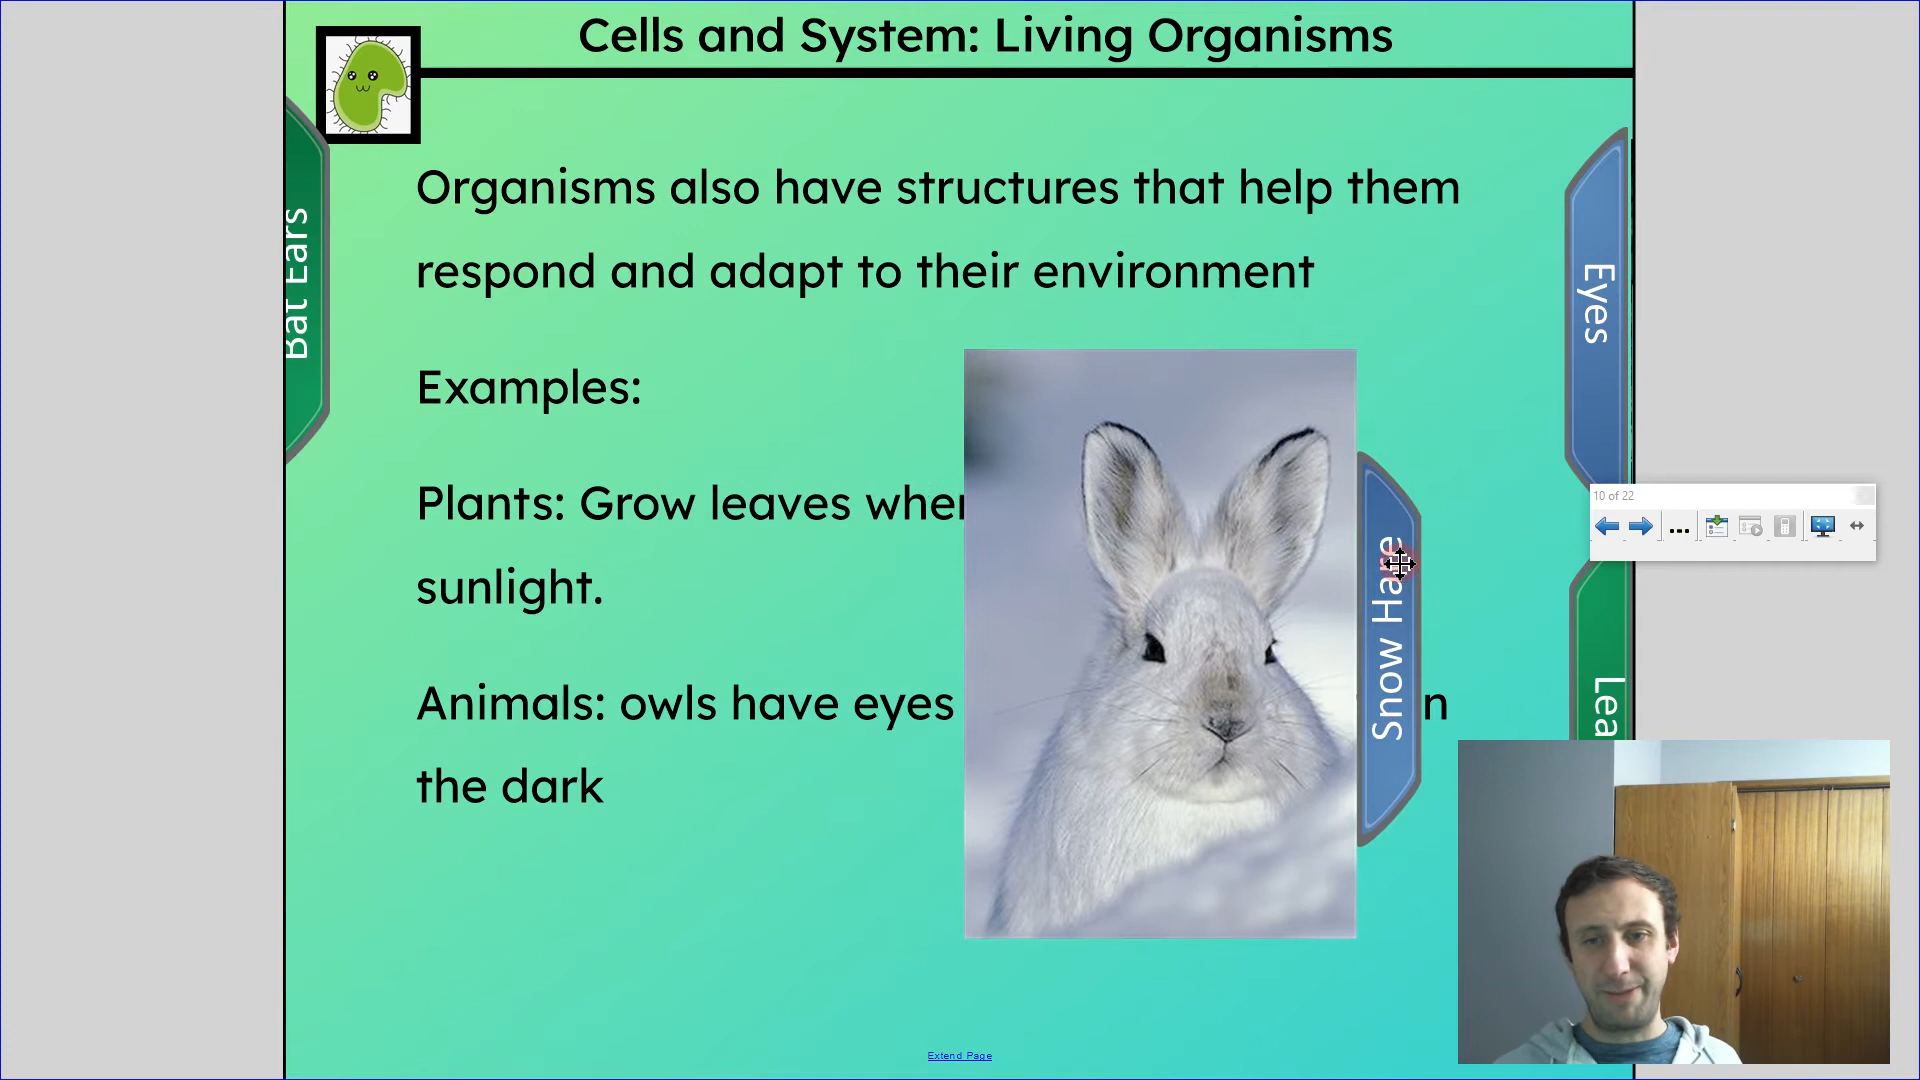 Cells and System: Living Organisms
Organisms also have structures that help them
respond and adapt to their environment
Examples:
Plants: Grow leaves
sunlight.
Animals: owls have eyes
the dark
Bat Ears
Eyes
Snow Hare
10 of 22
Extend Page